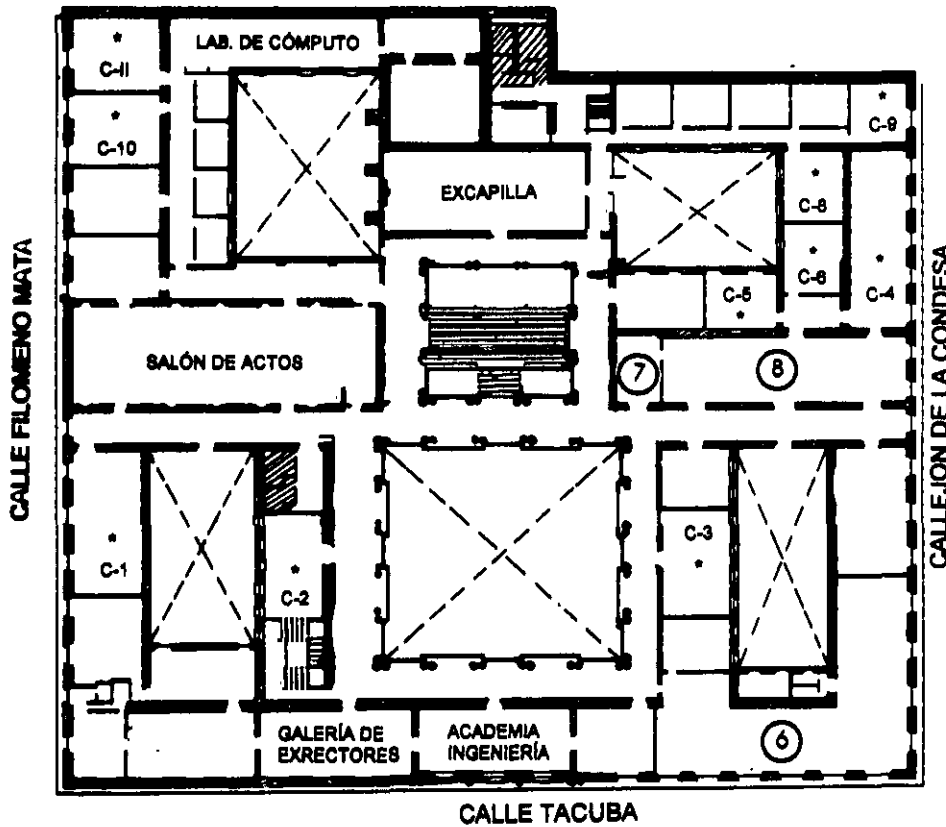 LAB. DE CÓMPUTO
*
C-II
*
C-10
*
C-9
EXCAPILLA
*
C-8
*
C-6
*
C-4
C-5
*
CALLE FILOMENO MATA
SALÓN DE ACTOS
7
8
CALLEJON DE LA CONDESA
*
C-1
*
C-2
C-3
*
GALERÍA DE
EXRECTORES
ACADEMIA
INGENIERÍA
6
CALLE TACUBA